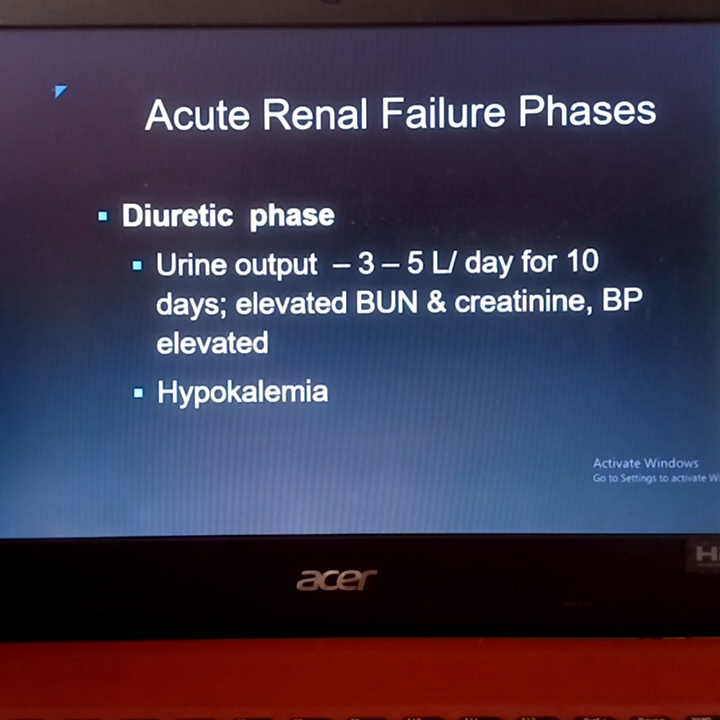 Acute Renal Failure Phases
Diuretic phase
Urine output – 3 – 5 L/ day for 10
days; elevated BUN & creatinine, BP
elevated
Hypokalemia
Activate Windows
Go to Settings to activate W
acer
H